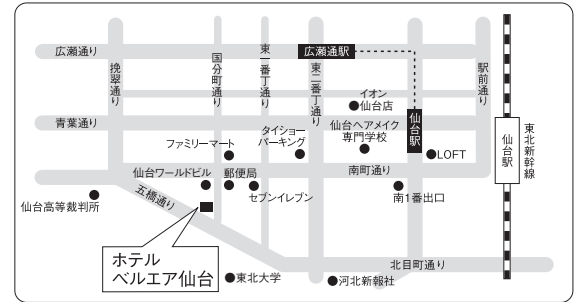 広瀬通り
広瀬通駅
晩翠通り
国分町通り
東一番丁通り
東二番丁通り
駅前通り
イオン
仙台店
青葉通り
ファミリーマート
タイショー
パーキング
仙台ヘアメイク
専門学校
仙台駅
LOFT
仙台駅
東北新幹線
仙台ワールドビル
郵便局
南町通り
セブンイレブン
南1番出口
仙台高等裁判所
五橋通り
ホテル
ベルエア仙台
北目町通り
東北大学
河北新報社